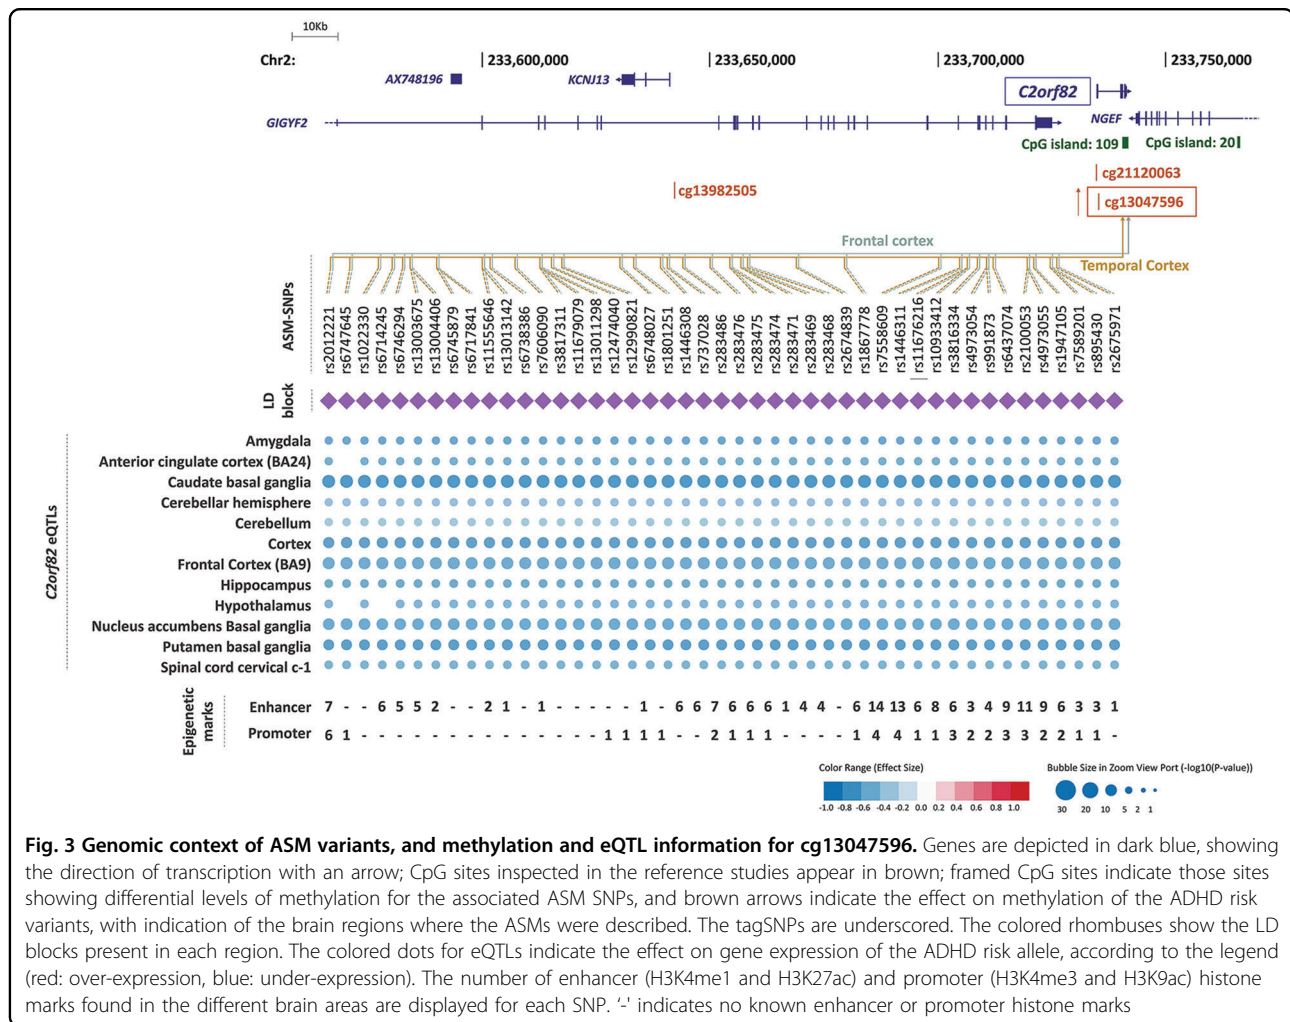 10Kb
Chr2: 233,600,000 233,650,000 233,700,000 233,750,000
AX748196 KCNJ13 C2orf82
GIGYF2 NGEF
CpG island: 109 CpG island: 20
cg21120063
cg13982505
cg13047596
Frontal cortex
Temporal Cortex
ASM-SNPs
rs2012221
rs6747645
rs1022330
rs6714245
rs6746294
rs13003675
rs13004406
rs6745879
rs6717841
rs11555646
rs13013142
rs6738386
rs7606090
rs3817311
rs11679079
rs13011298
rs12474040
rs12990821
rs6748027
rs1801251
rs1446308
rs737028
rs283486
rs283476
rs283475
rs283474
rs283471
rs283469
rs283468
rs2674839
rs1867778
rs7558609
rs1446311
rs11676216
rs10933412
rs3816334
rs4973054
rs991873
rs6437074
rs2100053
rs4973055
rs1947105
rs7589201
rs895430
rs2675971
LD
block
C2orf82 eQTLs
Amygdala
Anterior cingulate cortex (BA24)
Caudate basal ganglia
Cerebellar hemisphere
Cerebellum
Cortex
Frontal Cortex (BA9)
Hippocampus
Hypothalamus
Nucleus accumbens Basal ganglia
Putamen basal ganglia
Spinal cord cervical c-1
Epigenetic
marks
Enhancer 7 - - 6 5 5 2 - - 2 1 - 1 - - - - - 1 - 6 6 7 6 6 6 1 4 4 - 6 14 13 6 8 6 3 4 9 11 9 6 3 3 1
Promoter 6 1 - - - - - - - - - - - - - - 1 1 1 1 - - 2 1 1 1 - - - - 1 4 4 1 1 3 2 2 3 3 2 2 1 1 -
Color Range (Effect Size)
-1.0 -0.8 -0.6 -0.4 -0.2 0.0 0.2 0.4 0.6 0.8 1.0
Bubble Size in Zoom View Port (-log10(P-value))
30 20 10 5 2 1
Fig. 3 Genomic context of ASM variants, and methylation and eQTL information for cg13047596. Genes are depicted in dark blue, showing
the direction of transcription with an arrow; CpG sites inspected in the reference studies appear in brown; framed CpG sites indicate those sites
showing differential levels of methylation for the associated ASM SNPs, and brown arrows indicate the effect on methylation of the ADHD risk
variants, with indication of the brain regions where the ASMs were described. The tagSNPs are underscored. The colored rhombuses show the LD
blocks present in each region. The colored dots for eQTLs indicate the effect on gene expression of the ADHD risk allele, according to the legend
(red: over-expression, blue: under-expression). The number of enhancer (H3K4me1 and H3K27ac) and promoter (H3K4me3 and H3K9ac) histone
marks found in the different brain areas are displayed for each SNP. ‘-’ indicates no known enhancer or promoter histone marks